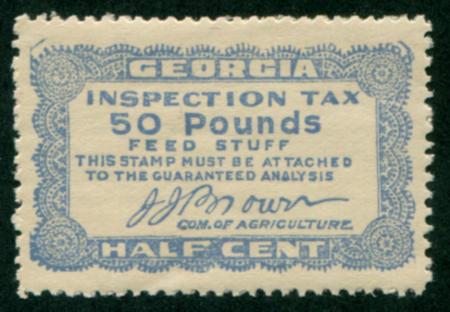 GEORGIA
INSPECTION TAX
50 Pounds
FEED STUFF
THIS STAMP MUST BE ATTACHED
TO THE GUARANTEED ANALYSIS
J J Brown
COM. OF AGRICULTURE
HALF CENT